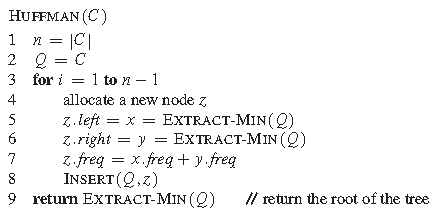 HUFFMAN(C)
1 n = |C|
2 Q = C
3 for i = 1 to n − 1
4 allocate a new node z
5 z.left = x = EXTRACT-MIN(Q)
6 z.right = y = EXTRACT-MIN(Q)
7 z.freq = x.freq + y.freq
8 INSERT(Q, z)
9 return EXTRACT-MIN(Q) // return the root of the tree